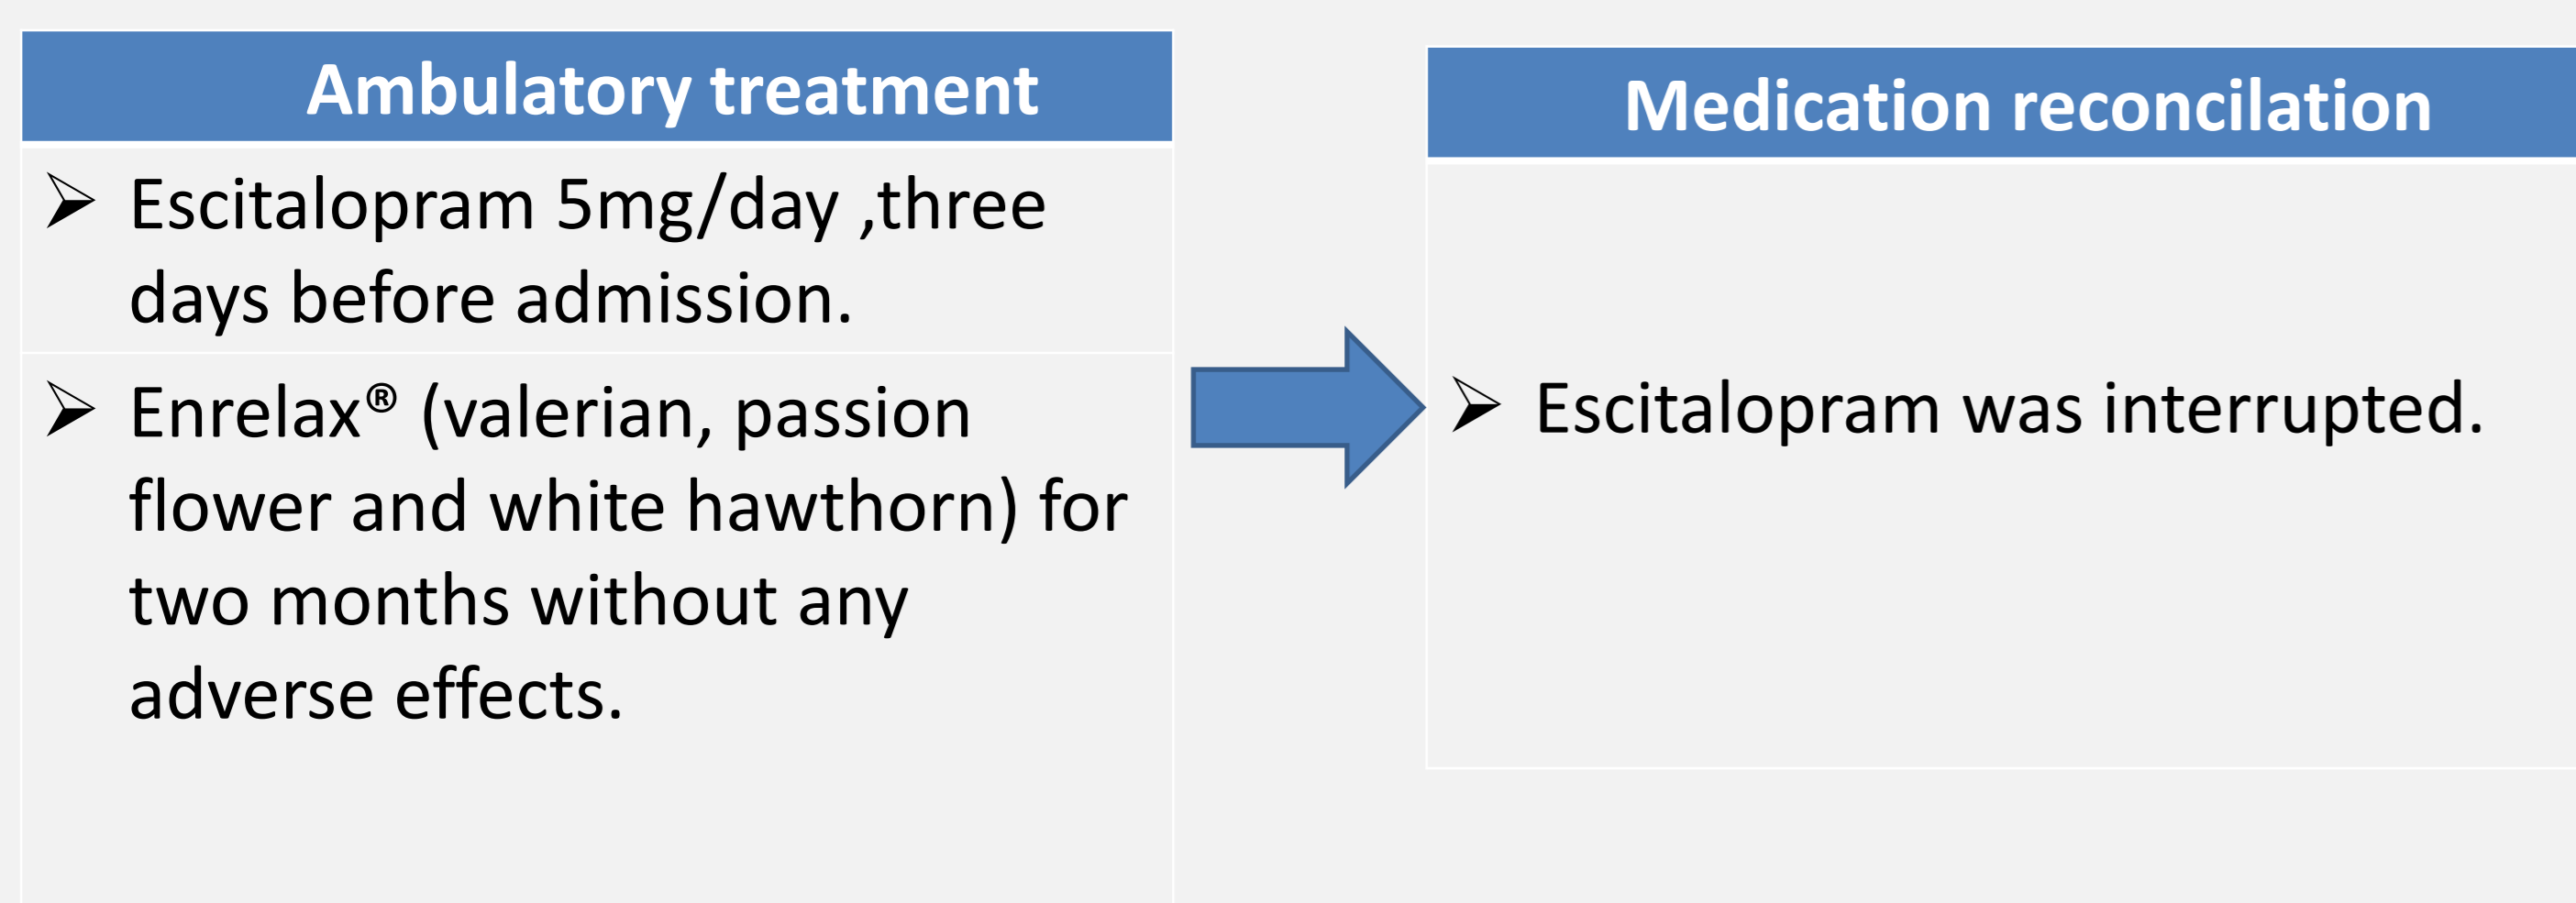 Ambulatory treatment
Escitalopram 5mg/day ,three
days before admission.
Enrelax® (valerian, passion
flower and white hawthorn) for
two months without any
adverse effects.
Medication reconcilation
Escitalopram was interrupted.